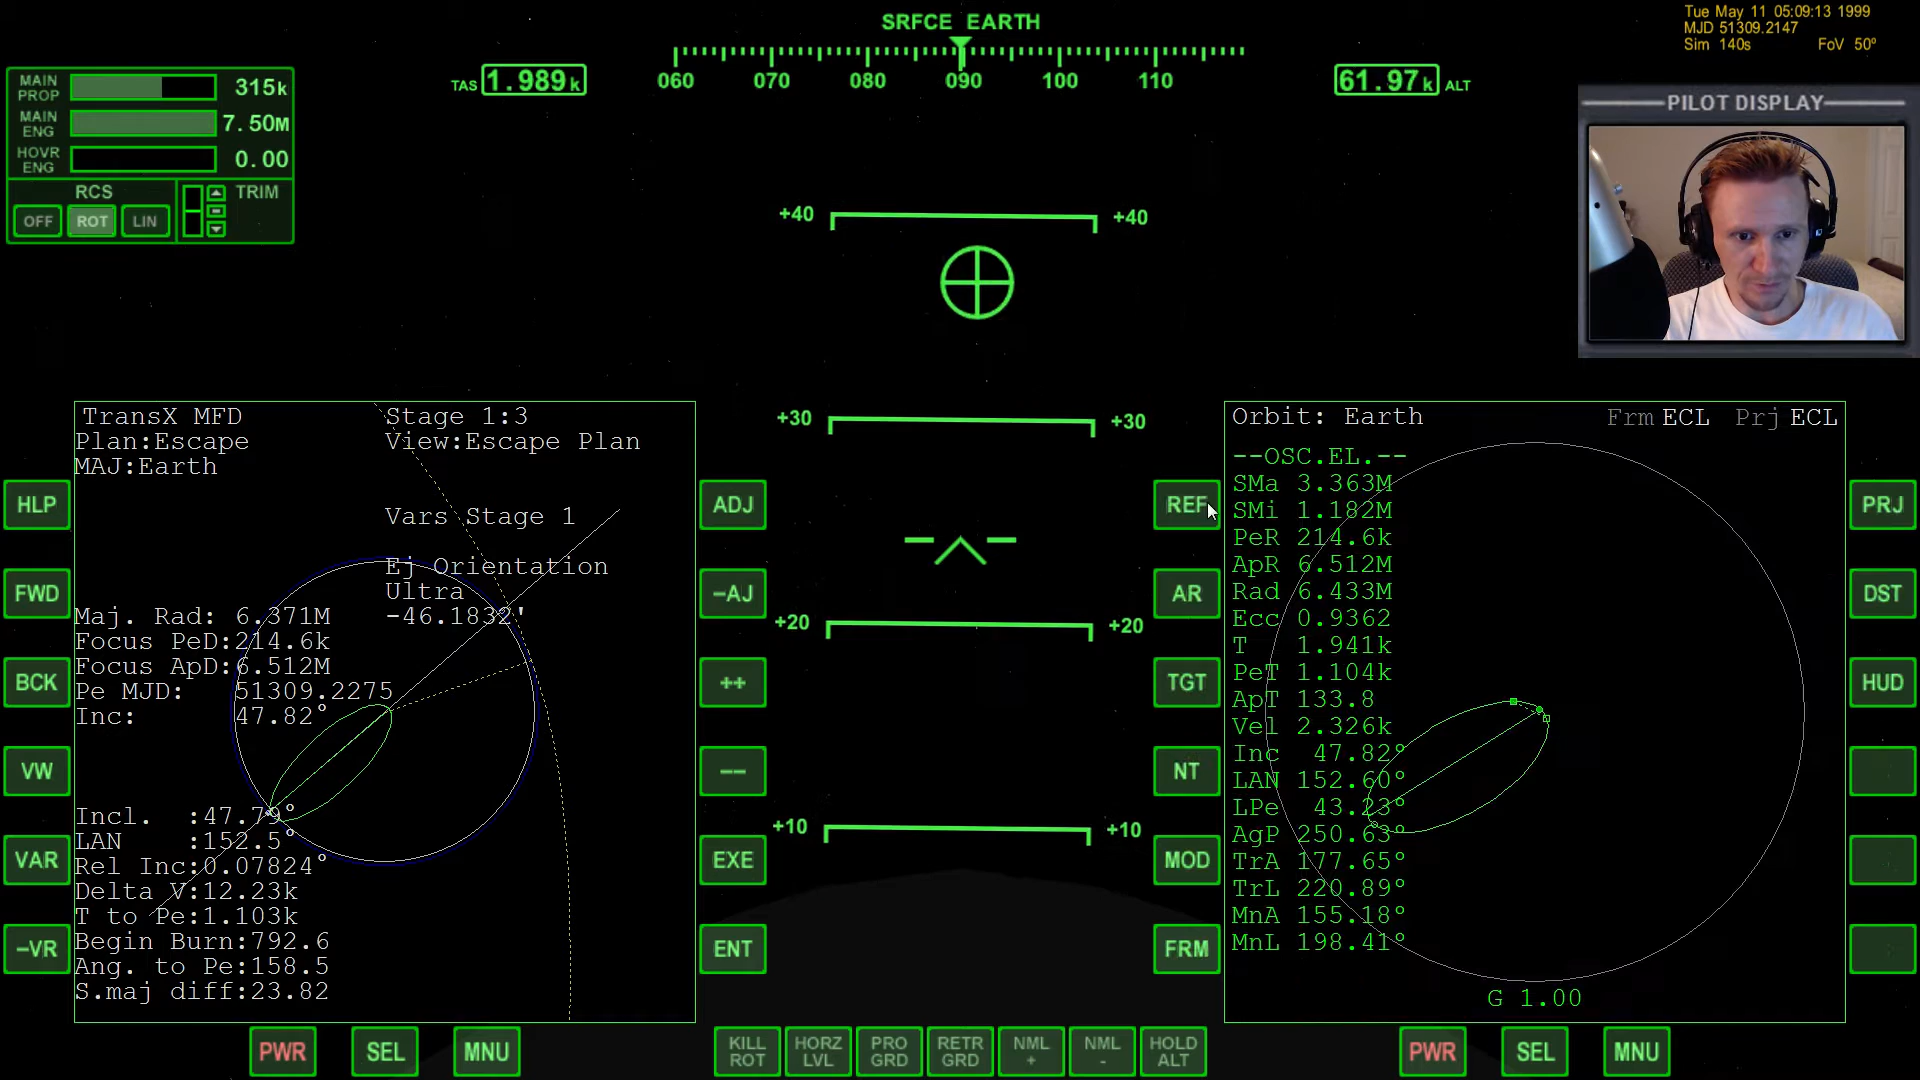 SRFCE EARTH
Tue May 11 05:09:13 1999
MJD 51309.2147
Sim 140s FoV 50°
MAIN PROP 315k
MAIN ENG 7.50M
HOVR ENG 0.00
RCS TRIM
OFF ROT LIN
TAS 1.989k
060 070 080 090 100 110
61.97k ALT
PILOT DISPLAY
+40 +40
+30 +30
+20 +20
+10 +10
TransX MFD Stage 1:3
Plan:Escape View:Escape Plan
MAJ:Earth
Vars Stage 1
Ej Orientation
Ultra
Maj. Rad: 6.371M -46.1832'
Focus PeD:214.6k
Focus ApD:6.512M
Pe MJD: 51309.2275
Inc: 47.82°
Incl. :47.79°
LAN :152.5°
Rel Inc:0.07824°
Delta V:12.23k
T to Pe:1.103k
Begin Burn:792.6
Ang. to Pe:158.5
S.maj diff:23.82
HLP
FWD
BCK
VW
VAR
-VR
ADJ
-AJ
++
--
EXE
ENT
PWR SEL MNU
KILL ROT
HORZ LVL
PRO GRD
RETR GRD
NML +
NML -
HOLD ALT
REF
AR
TGT
NT
MOD
FRM
Orbit: Earth Frm ECL Prj ECL
--OSC.EL.--
SMa 3.363M
SMi 1.182M
PeR 214.6k
ApR 6.512M
Rad 6.433M
Ecc 0.9362
T 1.941k
PeT 1.104k
ApT 133.8
Vel 2.326k
Inc 47.82°
LAN 152.60°
LPe 43.23°
AgP 250.63°
TrA 177.65°
TrL 220.89°
MnA 155.18°
MnL 198.41°
G 1.00
PRJ
DST
HUD
PWR SEL MNU